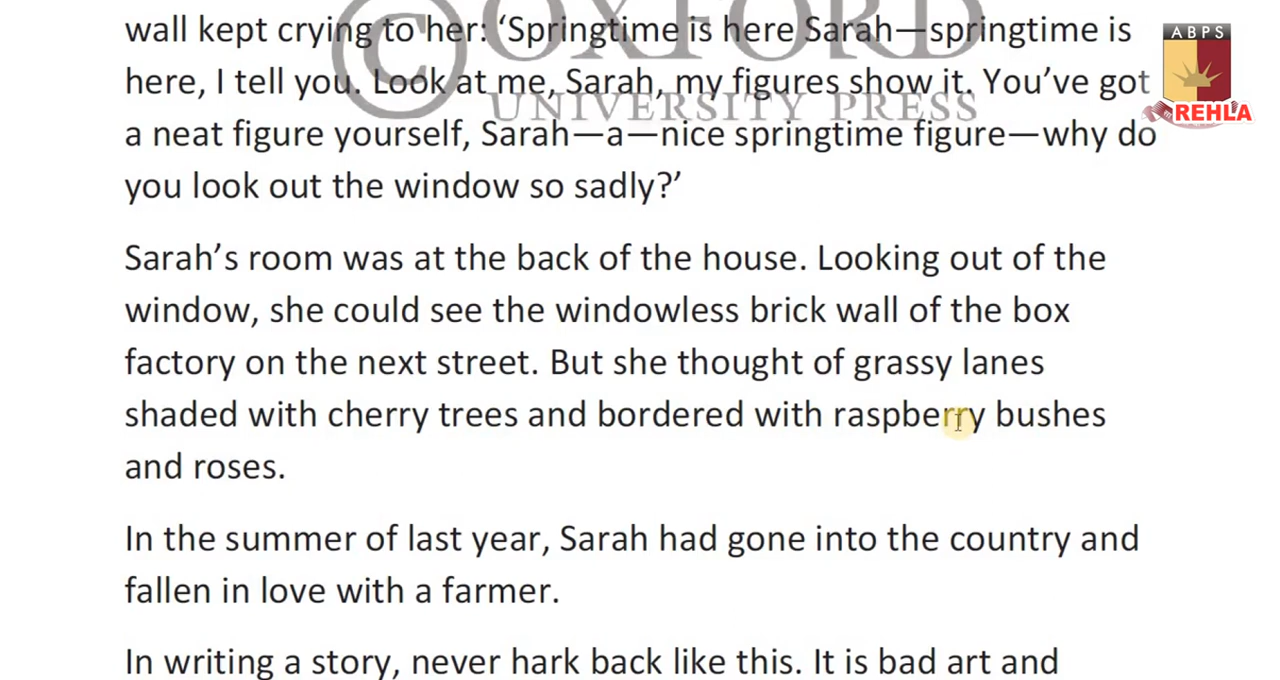 wall kept crying to her: ‘Springtime is here Sarah—springtime is
here, I tell you. Look at me, Sarah, my figures show it. You’ve got
a neat figure yourself, Sarah—a—nice springtime figure—why do
you look out the window so sadly?’
Sarah’s room was at the back of the house. Looking out of the
window, she could see the windowless brick wall of the box
factory on the next street. But she thought of grassy lanes
shaded with cherry trees and bordered with raspberry bushes
and roses.
In the summer of last year, Sarah had gone into the country and
fallen in love with a farmer.
In writing a story, never hark back like this. It is bad art and
© OXFORD
UNIVERSITY PRESS
ABPS
REHLA